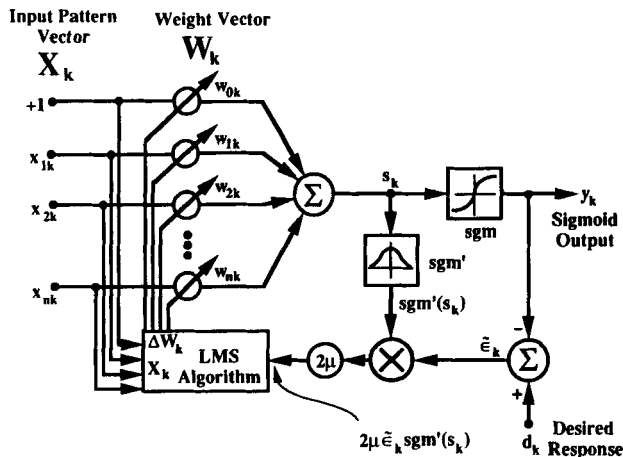 Input Pattern
Vector
X_k
Weight Vector
W_k
+1
w_0k
x_1k
w_1k
x_2k
w_2k
x_nk
w_nk
Σ
s_k
sgm
y_k
Sigmoid
Output
sgm'
sgm'(s_k)
ΔW_k
X_k
LMS
Algorithm
2μ
ε̃_k
-
Σ
+
2μ ε̃_k sgm'(s_k)
d_k
Desired
Response